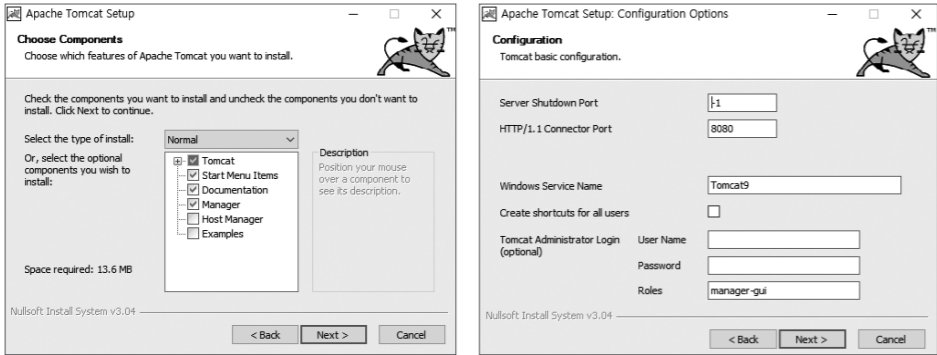 Apache Tomcat Setup
Choose Components
Choose which features of Apache Tomcat you want to install.
TM
Check the components you want to install and uncheck the components you don't want to
install. Click Next to continue.
Select the type of install:
Normal
Or, select the optional
components you wish to
install:
Tomcat
Start Menu Items
Documentation
Manager
Host Manager
Examples
Description
Position your mouse
over a component to
see its description.
Space required: 13.6 MB
Nullsoft Install System v3.04
< Back
Next >
Cancel
Apache Tomcat Setup: Configuration Options
Configuration
Tomcat basic configuration.
TM
Server Shutdown Port
-1
HTTP/1.1 Connector Port
8080
Windows Service Name
Tomcat9
Create shortcuts for all users
Tomcat Administrator Login
(optional)
User Name
Password
Roles
manager-gui
Nullsoft Install System v3.04
< Back
Next >
Cancel